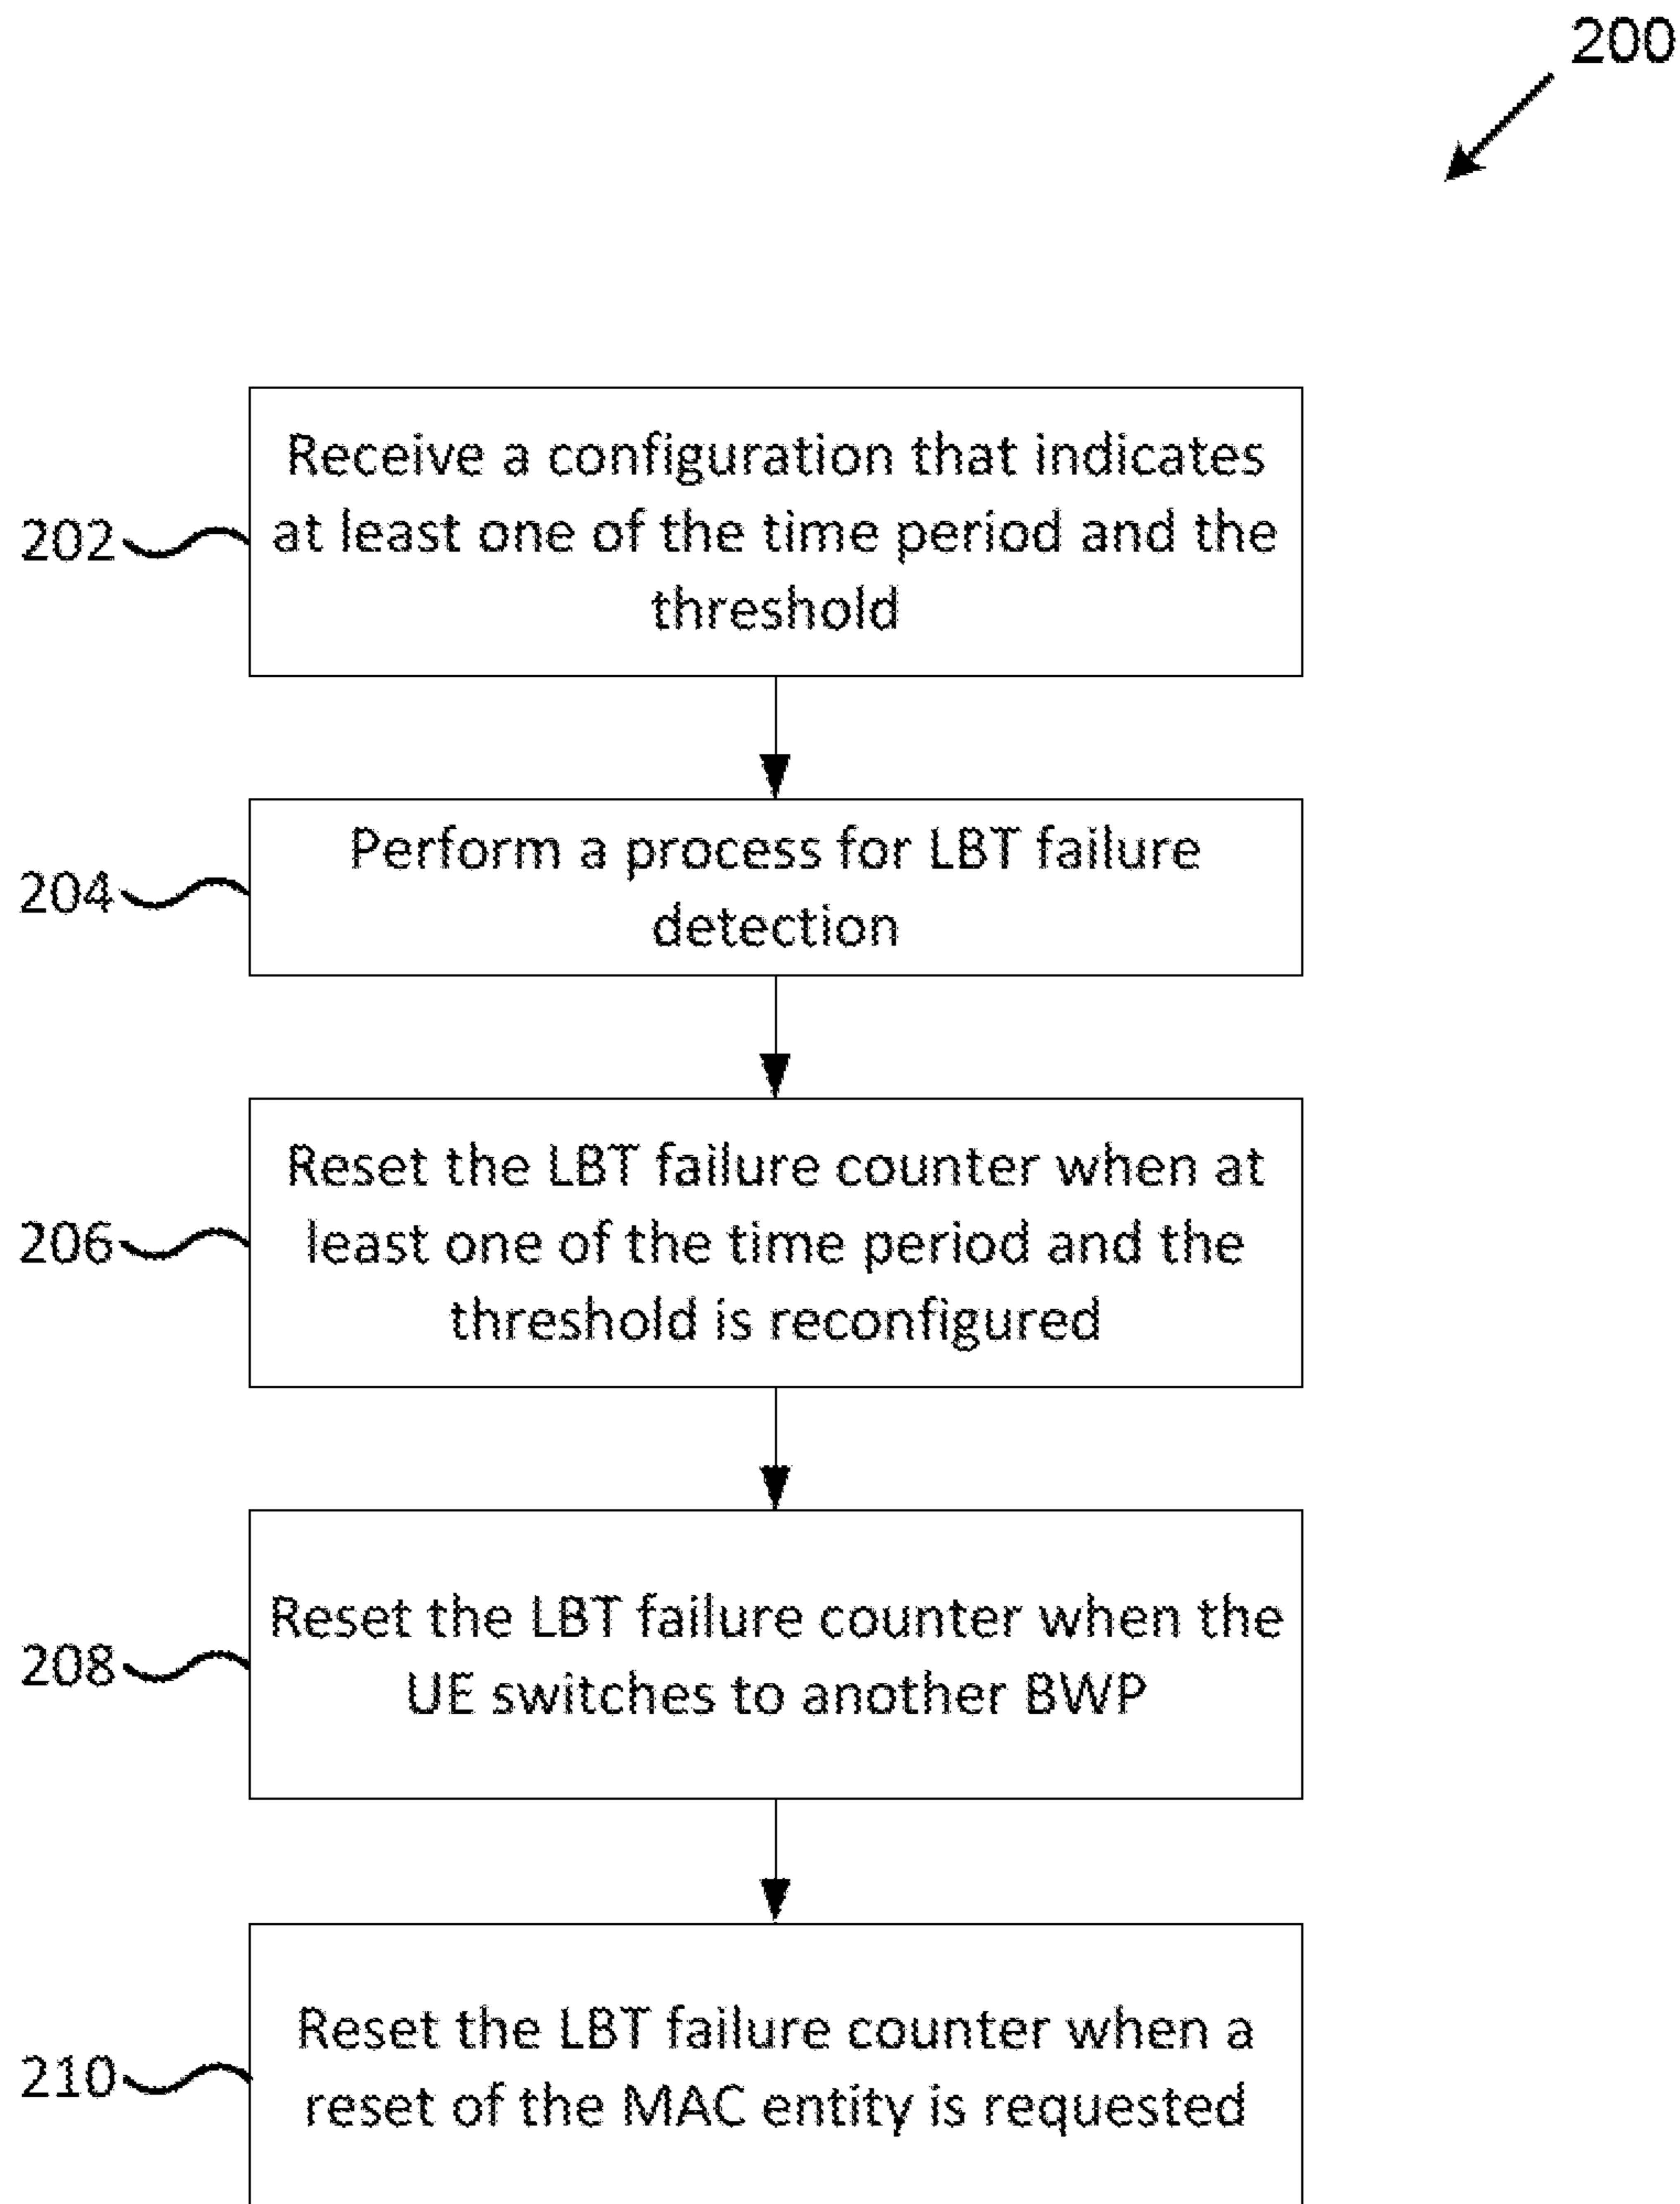 200
202
Receive a configuration that indicates
at least one of the time period and the
threshold
204
Perform a process for LBT failure
detection
206
Reset the LBT failure counter when at
least one of the time period and the
threshold is reconfigured
208
Reset the LBT failure counter when the
UE switches to another BWP
210
Reset the LBT failure counter when a
reset of the MAC entity is requested